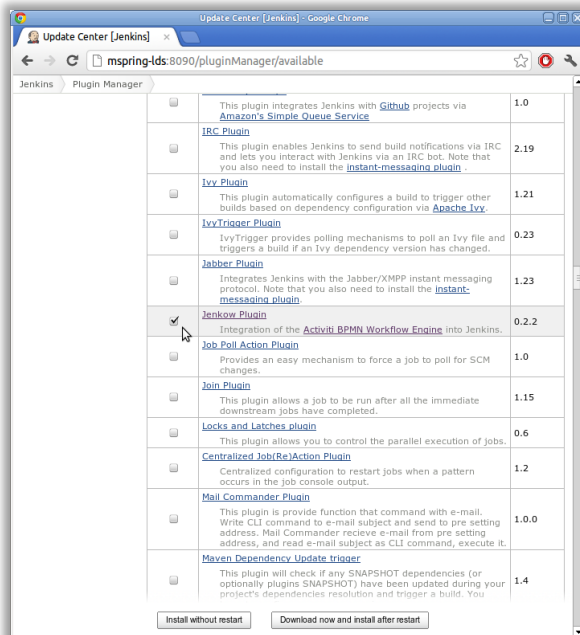 Update Center [Jenkins] - Google Chrome
Update Center [Jenkins]
mspring-lds:8090/pluginManager/available
Jenkins Plugin Manager
This plugin integrates Jenkins with Github projects via
Amazon's Simple Queue Service
1.0
IRC Plugin
This plugin enables Jenkins to send build notifications via IRC
and lets you interact with Jenkins via an IRC bot. Note that
you also need to install the instant-messaging plugin .
2.19
Ivy Plugin
This plugin automatically configures a build to trigger other
builds based on dependency configuration via Apache Ivy.
1.21
IvyTrigger Plugin
IvyTrigger provides polling mechanisms to poll an Ivy file and
triggers a build if an Ivy dependency version has changed.
0.23
Jabber Plugin
Integrates Jenkins with the Jabber/XMPP instant messaging
protocol. Note that you also need to install the instant-
messaging plugin.
1.23
Jenkow Plugin
Integration of the Activiti BPMN Workflow Engine into Jenkins.
0.2.2
Job Poll Action Plugin
Provides an easy mechanism to force a job to poll for SCM
changes.
1.0
Join Plugin
This plugin allows a job to be run after all the immediate
downstream jobs have completed.
1.15
Locks and Latches plugin
This plugin allows you to control the parallel execution of jobs.
0.6
Centralized Job(Re)Action Plugin
Centralized configuration to restart jobs when a pattern
occurs in the job console output.
1.2
Mail Commander Plugin
This plugin is provide function that command with e-mail.
Write CLI command to e-mail subject and send to pre setting
address. Mail Commander recieve e-mail from pre setting
address, and read e-mail subject as CLI command, execute it.
1.0.0
Maven Dependency Update trigger
This plugin will check if any SNAPSHOT dependencies (or
optionally plugins SNAPSHOT) have been updated during your
project's dependencies resolution and trigger a build. You
1.4
Install without restart
Download now and install after restart